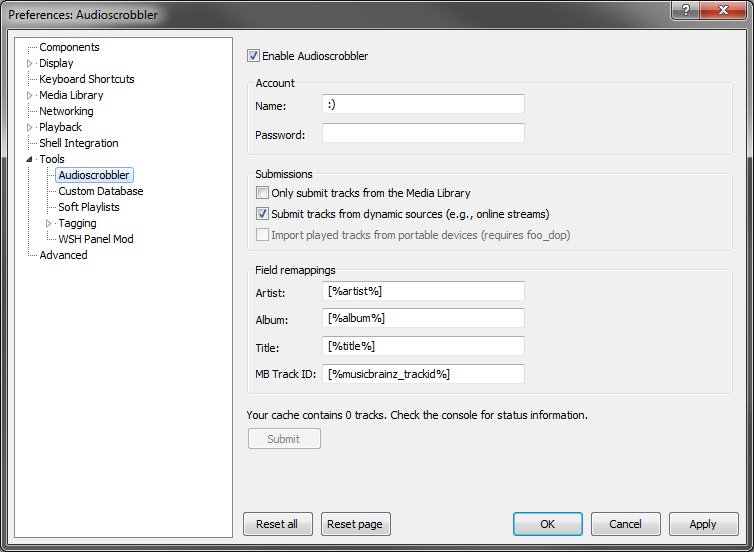 Preferences: Audioscrobbler
Components
Display
Keyboard Shortcuts
Media Library
Networking
Playback
Shell Integration
Tools
Audioscrobbler
Custom Database
Soft Playlists
Tagging
WSH Panel Mod
Advanced
Enable Audioscrobbler
Account
Name: :)
Password:
Submissions
Only submit tracks from the Media Library
Submit tracks from dynamic sources (e.g., online streams)
Import played tracks from portable devices (requires foo_dop)
Field remappings
Artist: [%artist%]
Album: [%album%]
Title: [%title%]
MB Track ID: [%musicbrainz_trackid%]
Your cache contains 0 tracks. Check the console for status information.
Submit
Reset all Reset page OK Cancel Apply